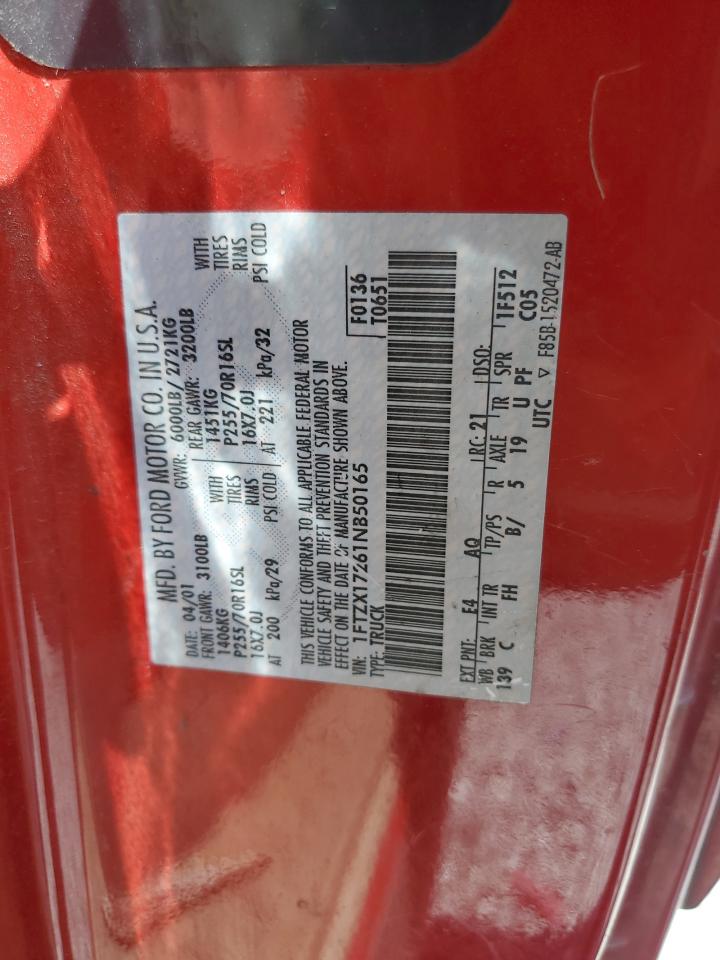 MFD. BY FORD MOTOR CO. IN U.S.A.
DATE: 04/01 GVWR: 6000LB/ 2721KG
FRONT GAWR: 3100LB REAR GAWR: 3200LB
1406KG WITH 1451KG WITH
P255/70R16SL TIRES P255/70R16SL TIRES
16X7.0J RIMS 16X7.0J RIMS
AT 200 kPa/29 PSI COLD AT 221 kPa/32 PSI COLD
THIS VEHICLE CONFORMS TO ALL APPLICABLE FEDERAL MOTOR
VEHICLE SAFETY AND THEFT PREVENTION STANDARDS IN
EFFECT ON THE DATE OF MANUFACTURE SHOWN ABOVE.
VIN: 1FTZX17261NB50165 F0136
TYPE: TRUCK T0651
EXT PNT: E4 AQ RC: 21 DSO:
WB BRK INT TR TP/PS R AXLE TR SPR 1F512
139 C FH B/ 5 19 U PF C05
UTC ▽ F85B-1520472-AB